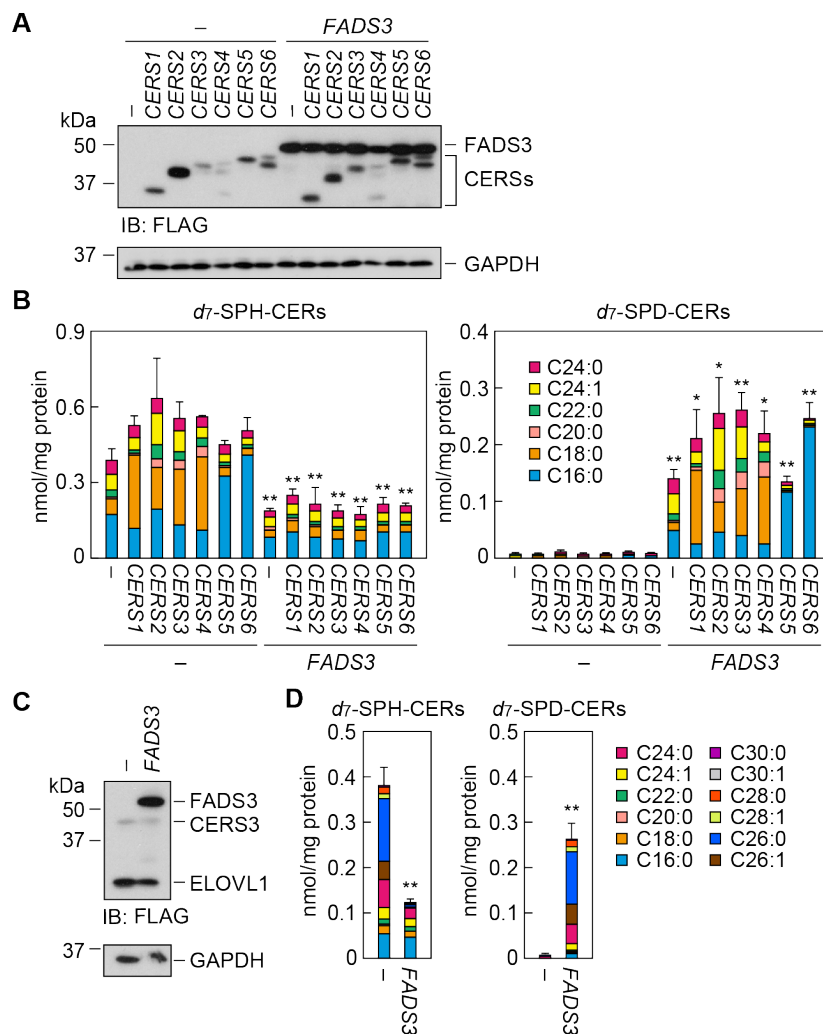 A
– FADS3
– CERS1 CERS2 CERS3 CERS4 CERS5 CERS6 – CERS1 CERS2 CERS3 CERS4 CERS5 CERS6
kDa
50 – – FADS3
37 – CERSs
IB: FLAG
37 – – GAPDH
B
d7-SPH-CERs
nmol/mg protein
0.9
0.6
0.3
0
** ** ** ** ** ** **
– CERS1 CERS2 CERS3 CERS4 CERS5 CERS6 – CERS1 CERS2 CERS3 CERS4 CERS5 CERS6
– FADS3
d7-SPD-CERs
nmol/mg protein
0.4
0.3
0.2
0.1
0
C24:0
C24:1
C22:0
C20:0
C18:0
C16:0
** * * ** * ** **
– CERS1 CERS2 CERS3 CERS4 CERS5 CERS6 – CERS1 CERS2 CERS3 CERS4 CERS5 CERS6
– FADS3
C
– FADS3
kDa
50 – – FADS3
– CERS3
37 –
– ELOVL1
IB: FLAG
37 – – GAPDH
D
d7-SPH-CERs
nmol/mg protein
0.5
0.4
0.3
0.2
0.1
0
**
– FADS3
d7-SPD-CERs
nmol/mg protein
0.5
0.4
0.3
0.2
0.1
0
**
– FADS3
C24:0 C30:0
C24:1 C30:1
C22:0 C28:0
C20:0 C28:1
C18:0 C26:0
C16:0 C26:1